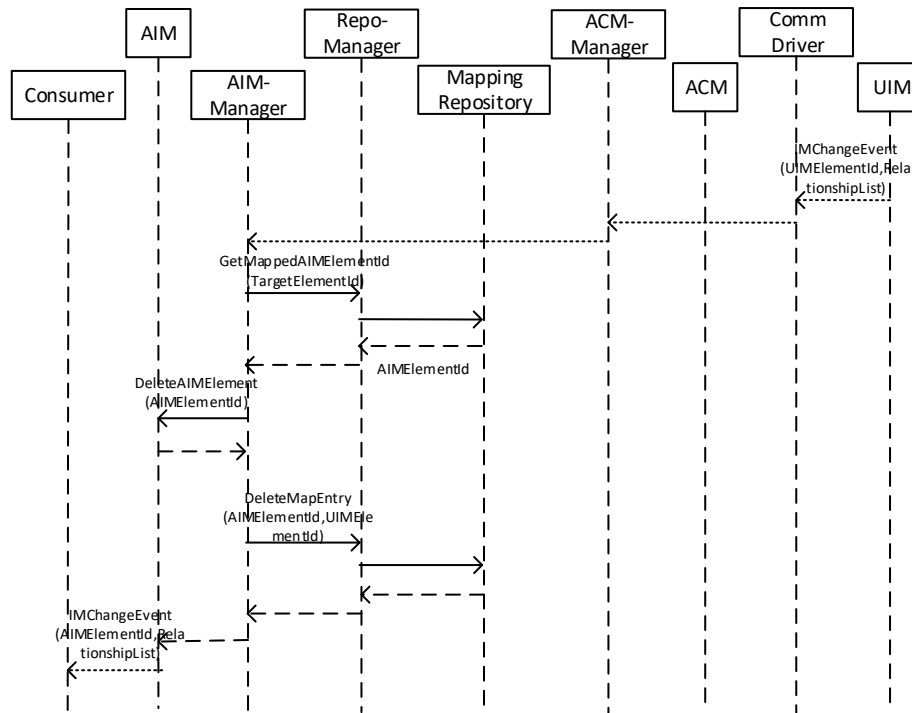 AIM
Repo-
Manager
ACM-
Manager
Comm
Driver
Consumer
AIM-
Manager
Mapping
Repository
ACM
UIM
IMChangeEvent
(UIMElementId,Rela
tionshipList)
GetMappedAIMElementId
(TargetElementId)
AIMElementId
DeleteAIMElement
(AIMElementId)
DeleteMapEntry
(AIMElementId,UIMEle
mentId)
IMChangeEvent
(AIMElementId,Rela
tionshipList)